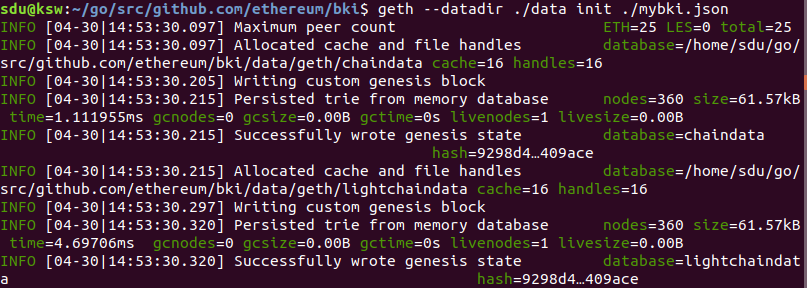 sdu@ksw:~/go/src/github.com/ethereum/bki$ geth --datadir ./data init ./mybki.json
INFO [04-30|14:53:30.097] Maximum peer count                       ETH=25 LES=0 total=25
INFO [04-30|14:53:30.097] Allocated cache and file handles         database=/home/sdu/go/
src/github.com/ethereum/bki/data/geth/chaindata cache=16 handles=16
INFO [04-30|14:53:30.205] Writing custom genesis block
INFO [04-30|14:53:30.215] Persisted trie from memory database      nodes=360 size=61.57kB
 time=1.111955ms gcnodes=0 gcsize=0.00B gctime=0s livenodes=1 livesize=0.00B
INFO [04-30|14:53:30.215] Successfully wrote genesis state         database=chaindata
                                          hash=9298d4…409ace
INFO [04-30|14:53:30.215] Allocated cache and file handles         database=/home/sdu/go/
src/github.com/ethereum/bki/data/geth/lightchaindata cache=16 handles=16
INFO [04-30|14:53:30.297] Writing custom genesis block
INFO [04-30|14:53:30.320] Persisted trie from memory database      nodes=360 size=61.57kB
 time=4.69706ms  gcnodes=0 gcsize=0.00B gctime=0s livenodes=1 livesize=0.00B
INFO [04-30|14:53:30.320] Successfully wrote genesis state         database=lightchaindat
a                                              hash=9298d4…409ace